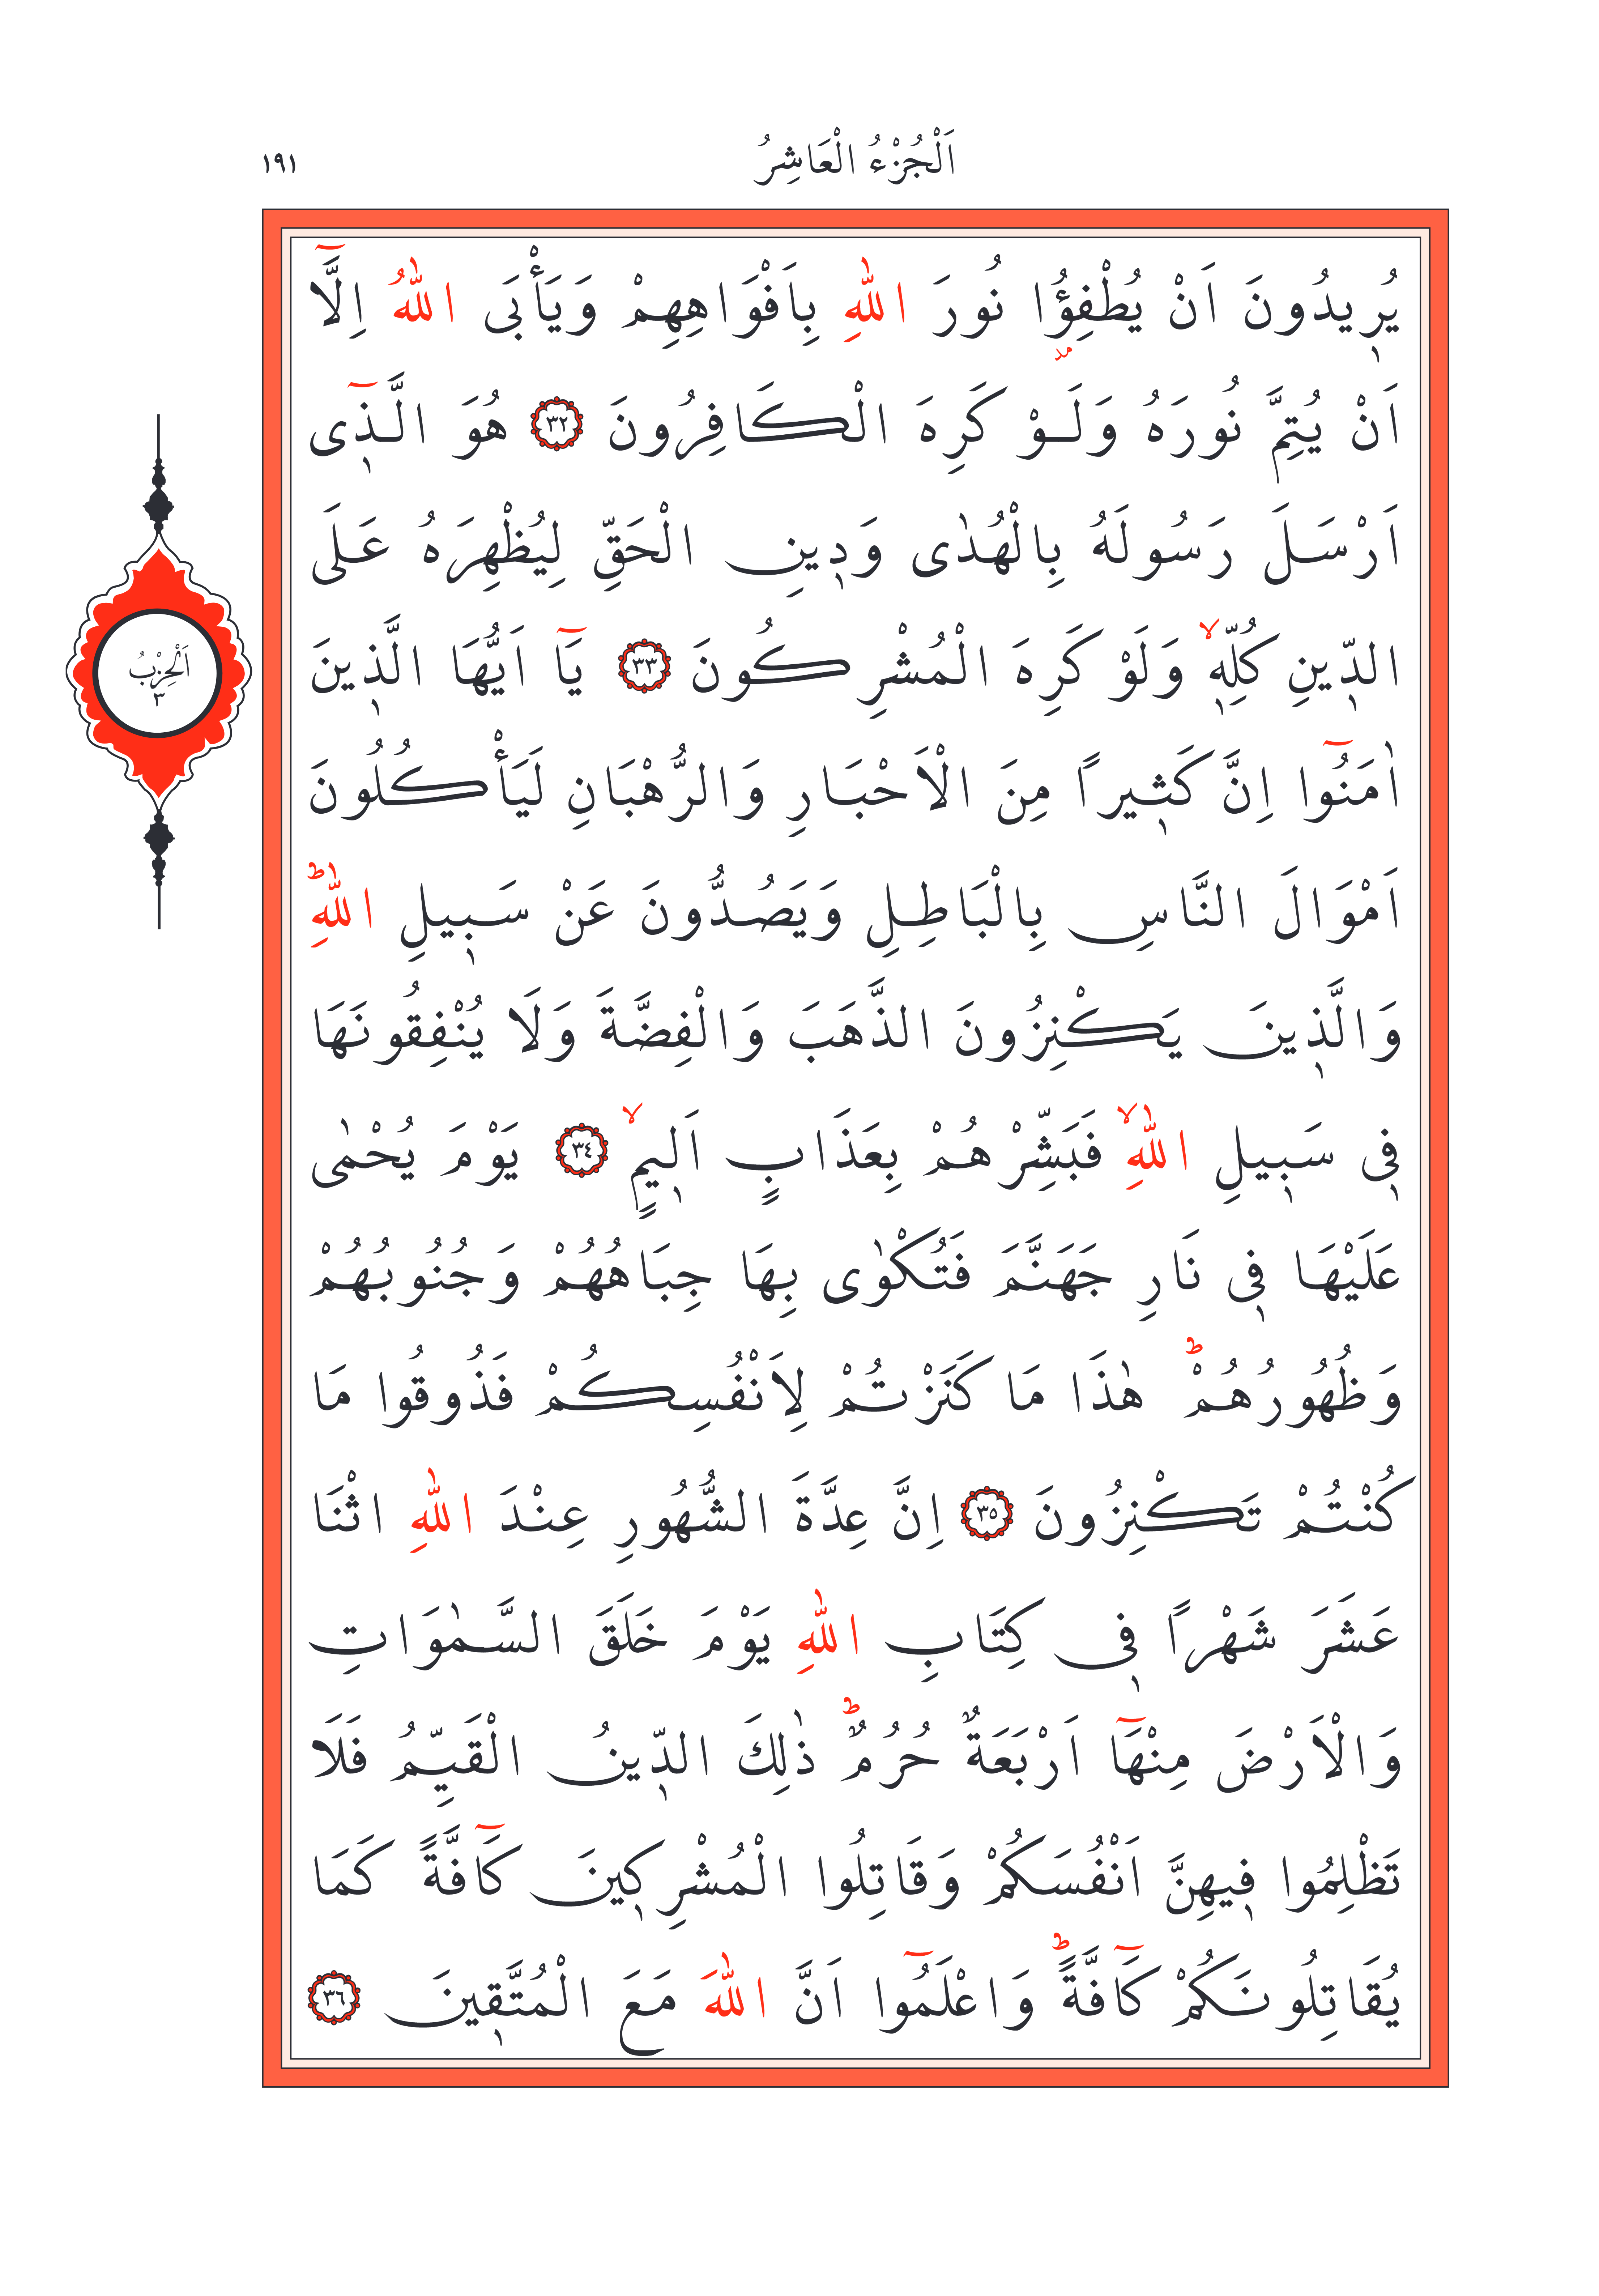 اَلْجُزْءُ الْعَاشِرُ
١٩١
يُرٖيدُونَ اَنْ يُطْفِؤُا نُورَ اللّٰهِ بِاَفْوَاهِهِمْ وَيَأْبَى اللّٰهُ اِلَّٓا
اَنْ يُتِمَّ نُورَهُ وَلَوْ كَرِهَ الْكَافِرُونَ ٣٢ هُوَ الَّذٖٓى
اَرْسَلَ رَسُولَهُ بِالْهُدٰى وَدٖينِ الْحَقِّ لِيُظْهِرَهُ عَلَى
الدّٖينِ كُلِّهٖۙ وَلَوْ كَرِهَ الْمُشْرِكُونَ ٣٣ يَٓا اَيُّهَا الَّذٖينَ
اٰمَنُٓوا اِنَّ كَثٖيراً مِنَ الْاَحْبَارِ وَالرُّهْبَانِ لَيَأْكُلُونَ
اَمْوَالَ النَّاسِ بِالْبَاطِلِ وَيَصُدُّونَ عَنْ سَبٖيلِ اللّٰهِؕ
وَالَّذٖينَ يَكْنِزُونَ الذَّهَبَ وَالْفِضَّةَ وَلَا يُنْفِقُونَهَا
فٖى سَبٖيلِ اللّٰهِۙ فَبَشِّرْهُمْ بِعَذَابٍ اَلٖيمٍۙ ٣٤ يَوْمَ يُحْمٰى
عَلَيْهَا فٖى نَارِ جَهَنَّمَ فَتُكْوٰى بِهَا جِبَاهُهُمْ وَجُنُوبُهُمْ
وَظُهُورُهُمْؕ هٰذَا مَا كَنَزْتُمْ لِاَنْفُسِكُمْ فَذُوقُوا مَا
كُنْتُمْ تَكْنِزُونَ ٣٥ اِنَّ عِدَّةَ الشُّهُورِ عِنْدَ اللّٰهِ اثْنَا
عَشَرَ شَهْراً فٖى كِتَابِ اللّٰهِ يَوْمَ خَلَقَ السَّمٰوَاتِ
وَالْاَرْضَ مِنْهَٓا اَرْبَعَةٌ حُرُمٌؕ ذٰلِكَ الدّٖينُ الْقَيِّمُ فَلَا
تَظْلِمُوا فٖيهِنَّ اَنْفُسَكُمْ وَقَاتِلُوا الْمُشْرِكٖينَ كَٓافَّةً كَمَا
يُقَاتِلُونَكُمْ كَٓافَّةًؕ وَاعْلَمُٓوا اَنَّ اللّٰهَ مَعَ الْمُتَّقٖينَ ٣٦
اَلْحِزْبُ
٣